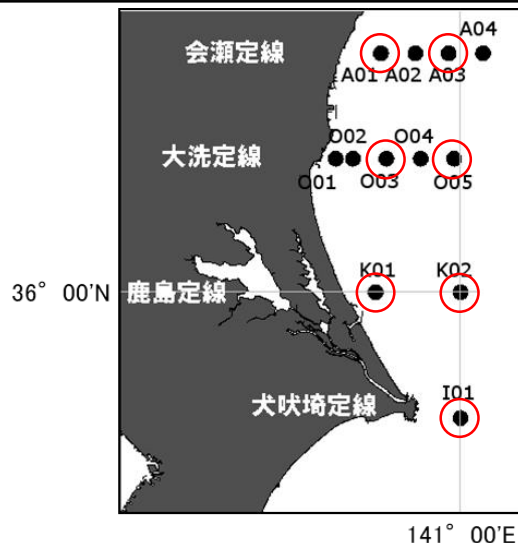 A04
会瀬定線
A01 A02 A03
O02 O04
大洗定線
O01 O03 O05
K01 K02
36° 00'N 鹿島定線
I01
犬吠埼定線
141° 00'E